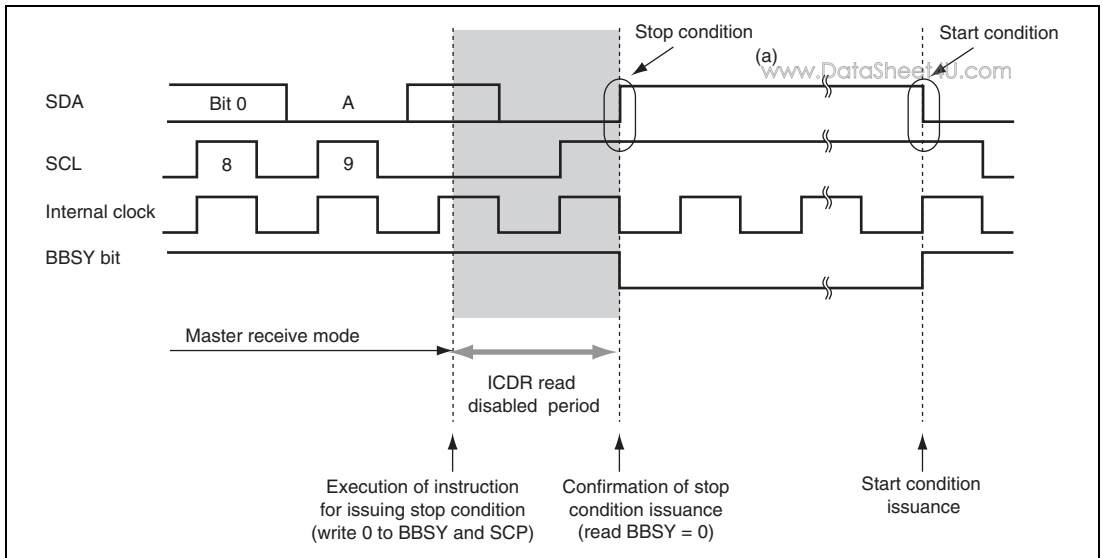 Stop condition
Start condition
(a)
www.DataSheet4U.com
SDA
Bit 0
A
SCL
8
9
Internal clock
BBSY bit
Master receive mode
ICDR read
disabled period
Execution of instruction
for issuing stop condition
(write 0 to BBSY and SCP)
Confirmation of stop
condition issuance
(read BBSY = 0)
Start condition
issuance